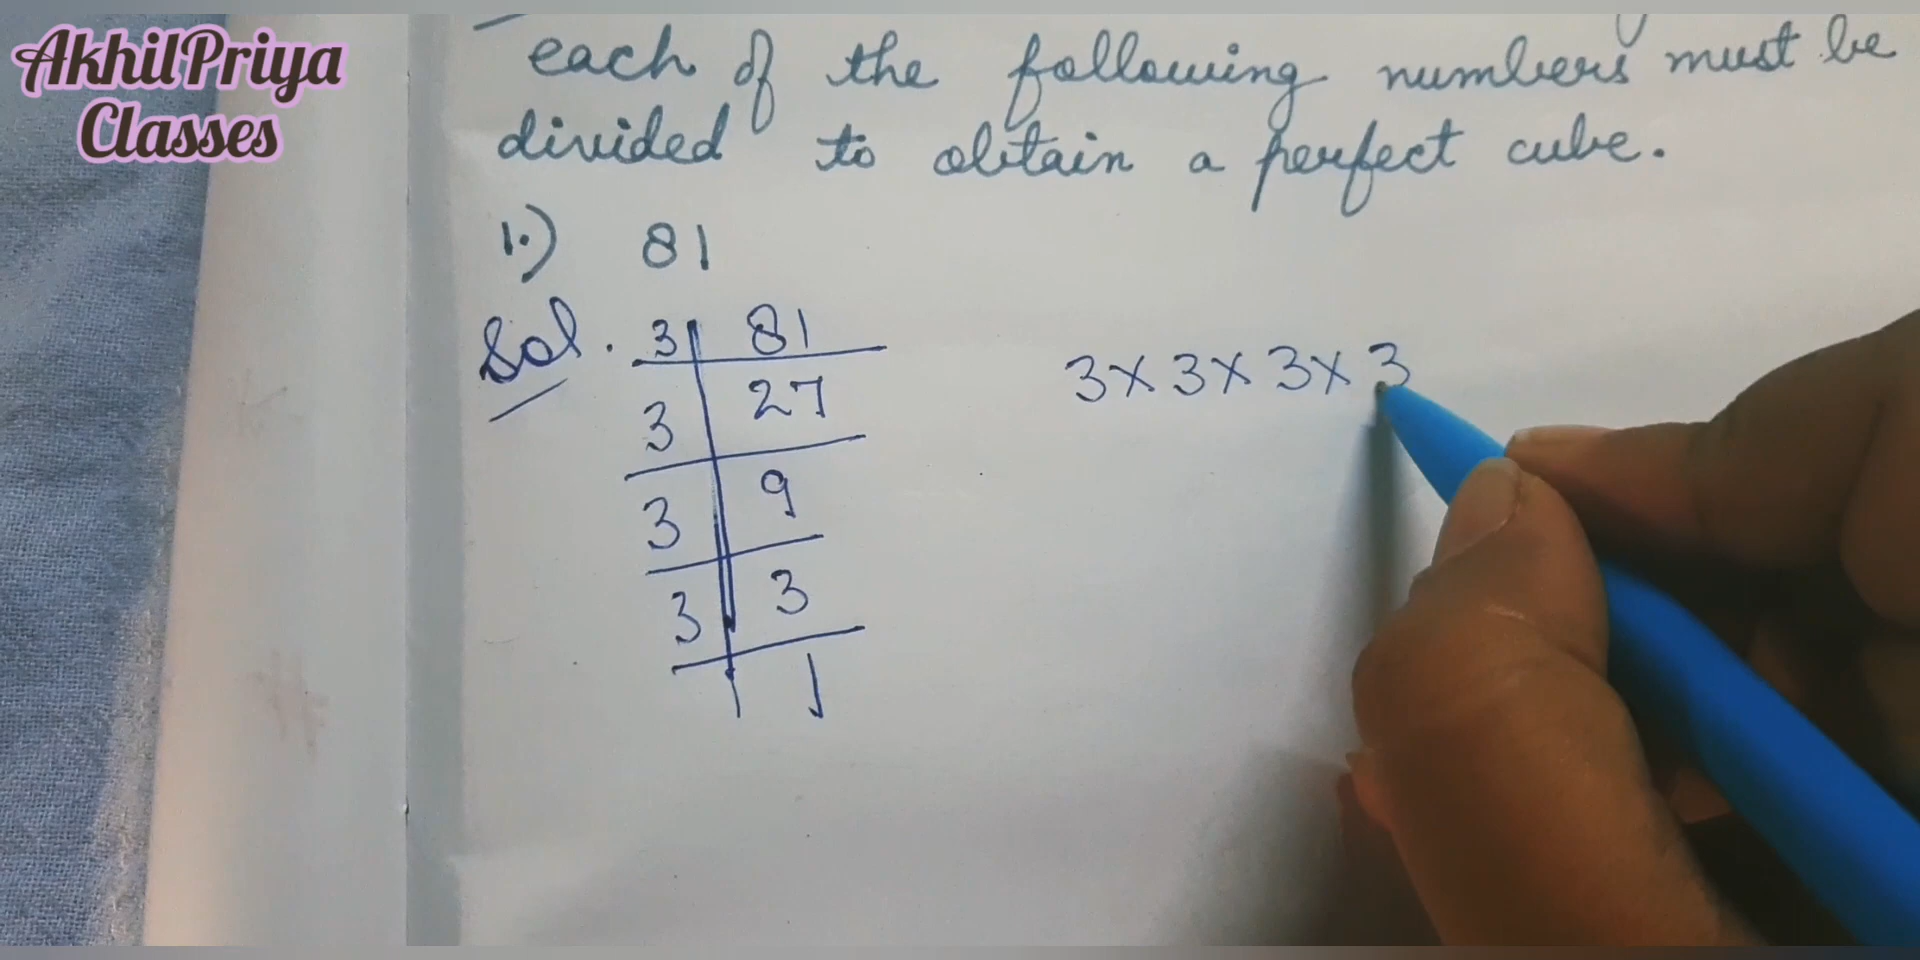 AkhilPriya
Classes
each of the following numbers must be
divided to obtain a perfect cube.
1.) 81
Sol. 3 81
3 27
3 9
3 3
1
3 x 3 x 3 x 3